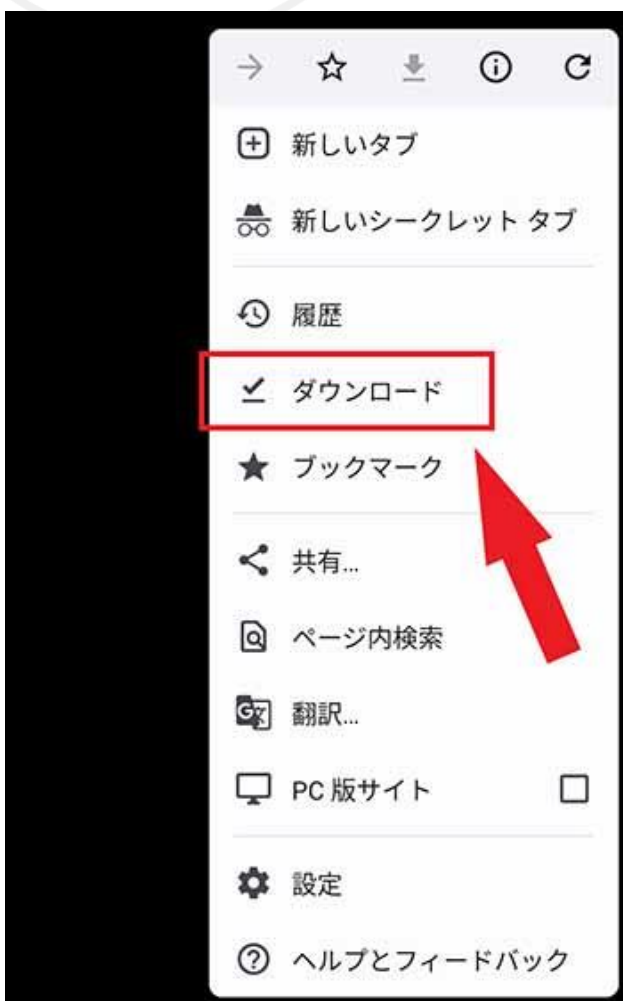 新しいタブ
新しいシークレット タブ
履歴
ダウンロード
ブックマーク
共有...
ページ内検索
翻訳...
PC 版サイト
設定
ヘルプとフィードバック